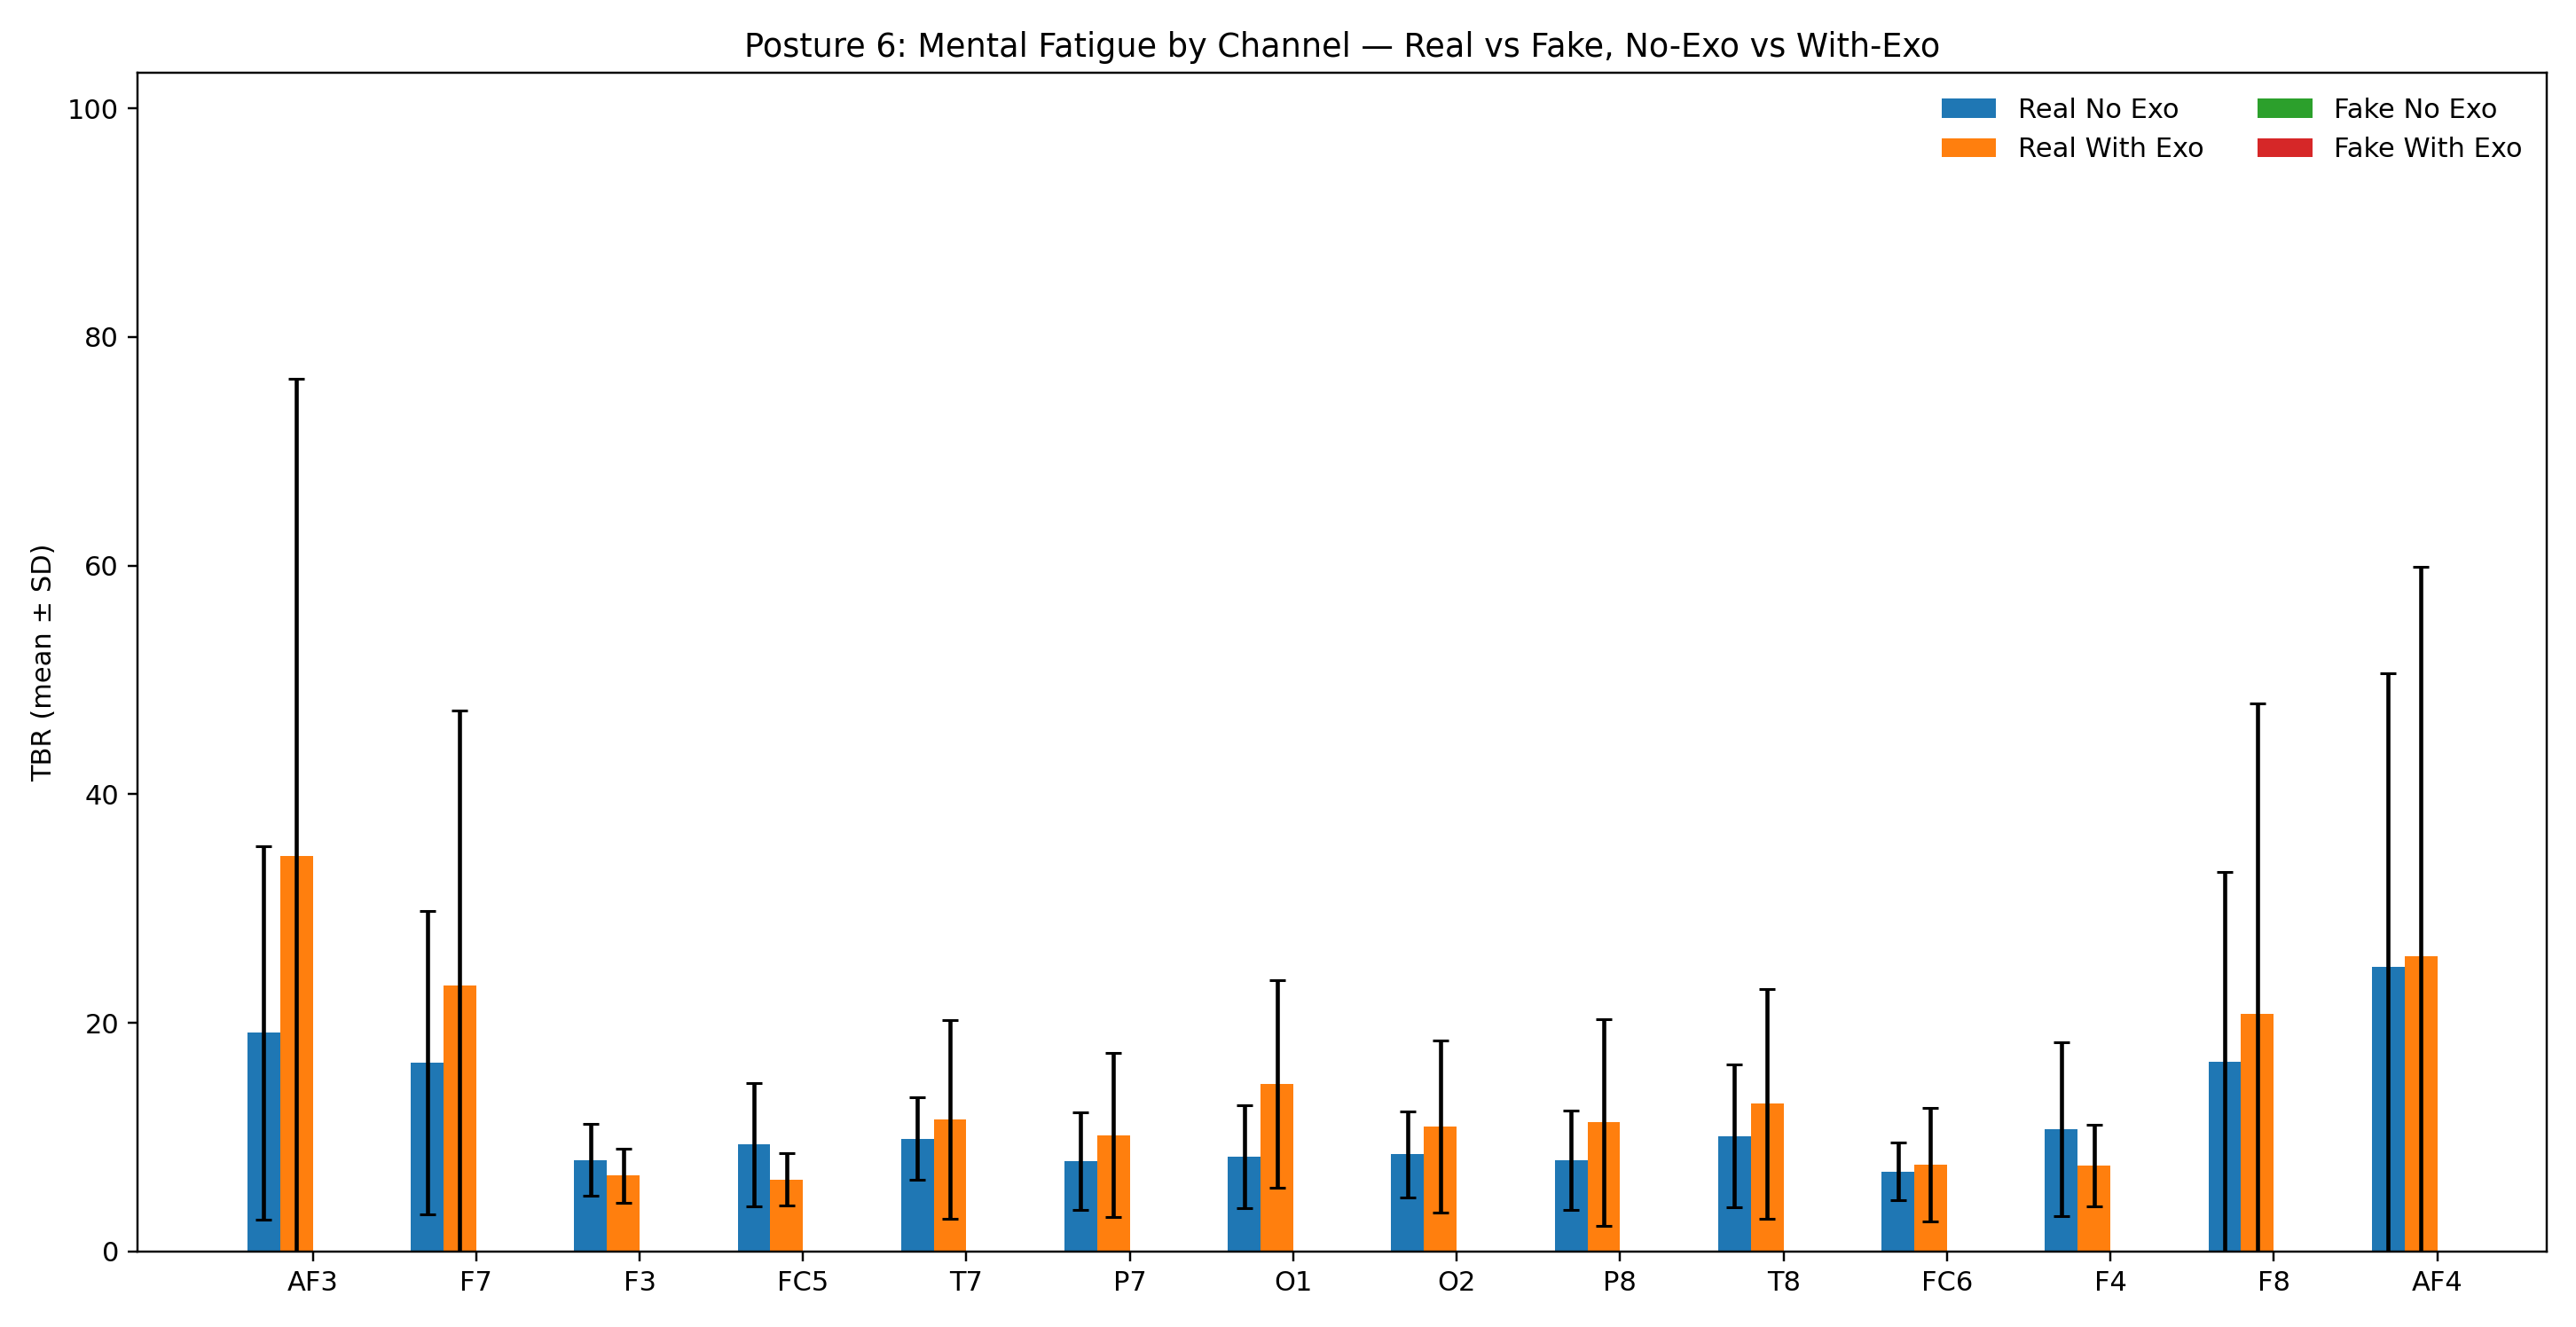 Posture 6: Mental Fatigue by Channel — Real vs Fake, No-Exo vs With-Exo
Real No Exo
Real With Exo
Fake No Exo
Fake With Exo
TBR (mean ± SD)
100
80
60
40
20
0
AF3 F7 F3 FC5 T7 P7 O1 O2 P8 T8 FC6 F4 F8 AF4